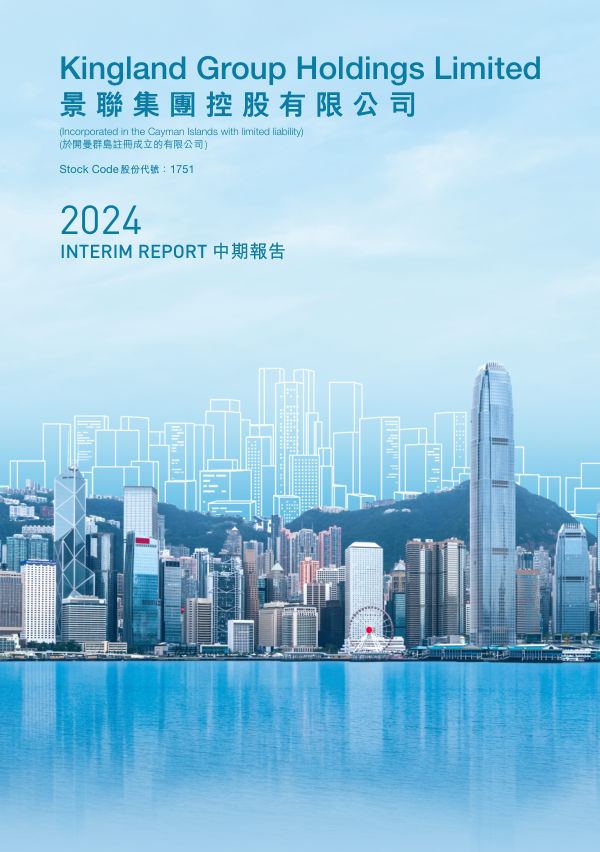 Kingland Group Holdings Limited
景聯集團控股有限公司
(Incorporated in the Cayman Islands with limited liability)
(於開曼群島註冊成立的有限公司)
Stock Code 股份代號：1751
2024
INTERIM REPORT 中期報告